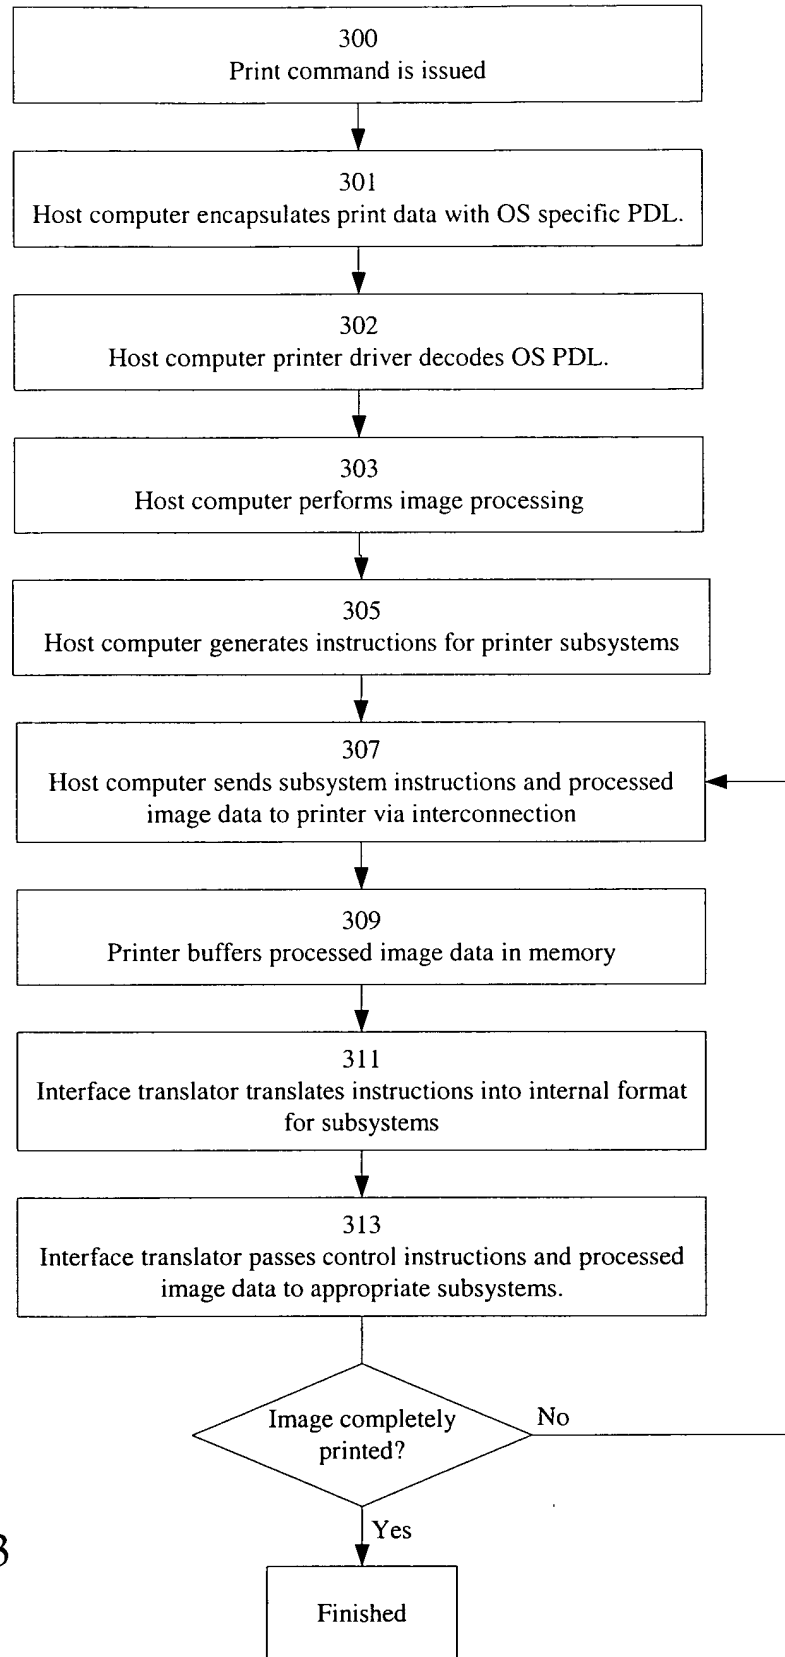 300
Print command is issued
301
Host computer encapsulates print data with OS specific PDL.
302
Host computer printer driver decodes OS PDL.
303
Host computer performs image processing
305
Host computer generates instructions for printer subsystems
307
Host computer sends subsystem instructions and processed
image data to printer via interconnection
309
Printer buffers processed image data in memory
311
Interface translator translates instructions into internal format
for subsystems
313
Interface translator passes control instructions and processed
image data to appropriate subsystems.
Image completely
printed?
No
Yes
3
Finished